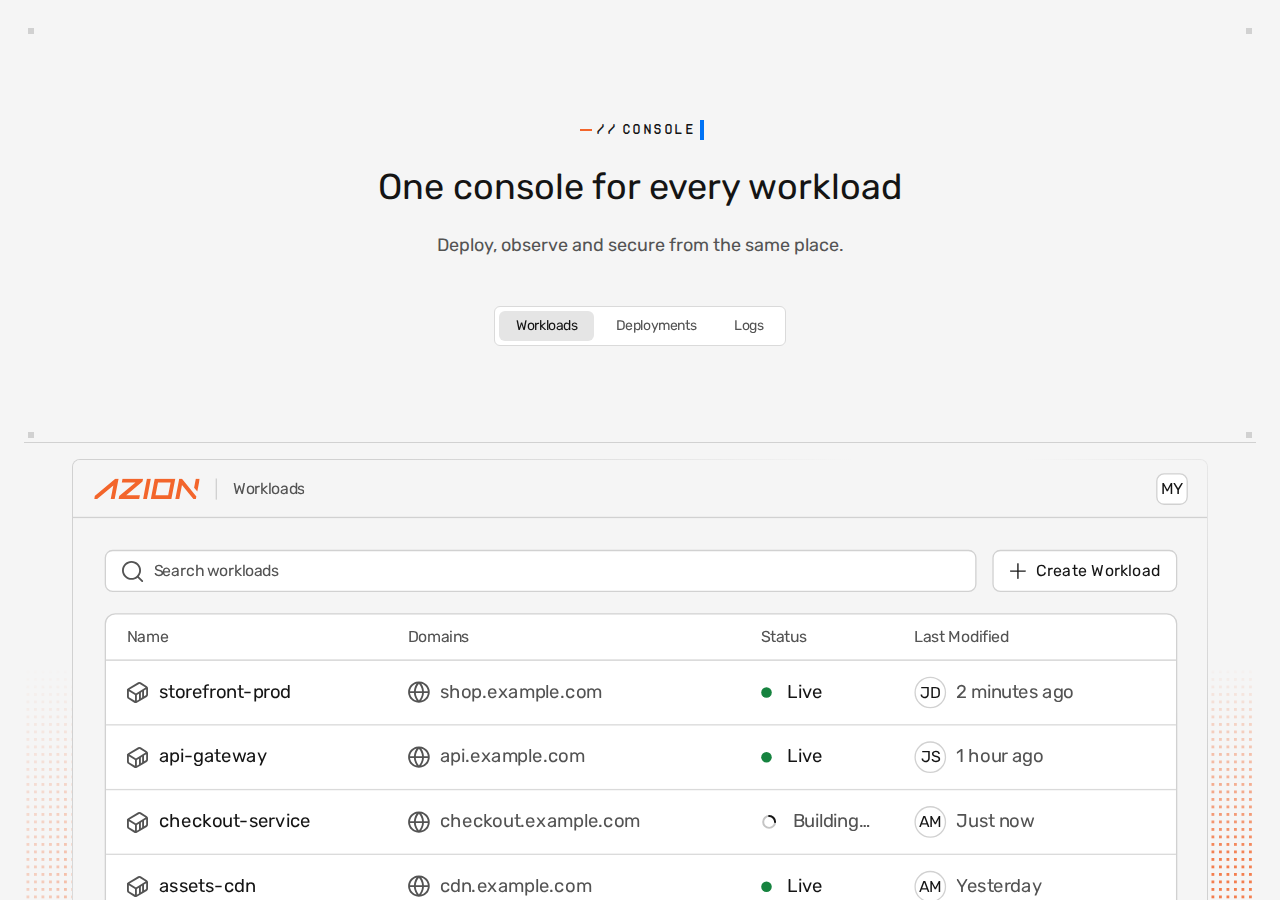 // CONSOLE
One console for every workload
Deploy, observe and secure from the same place.
Workloads Deployments Logs
AZION Workloads MY
Search workloads Create Workload
Name Domains Status Last Modified
storefront-prod shop.example.com Live JD 2 minutes ago
api-gateway api.example.com Live JS 1 hour ago
checkout-service checkout.example.com Building... AM Just now
assets-cdn cdn.example.com Live AM Yesterday